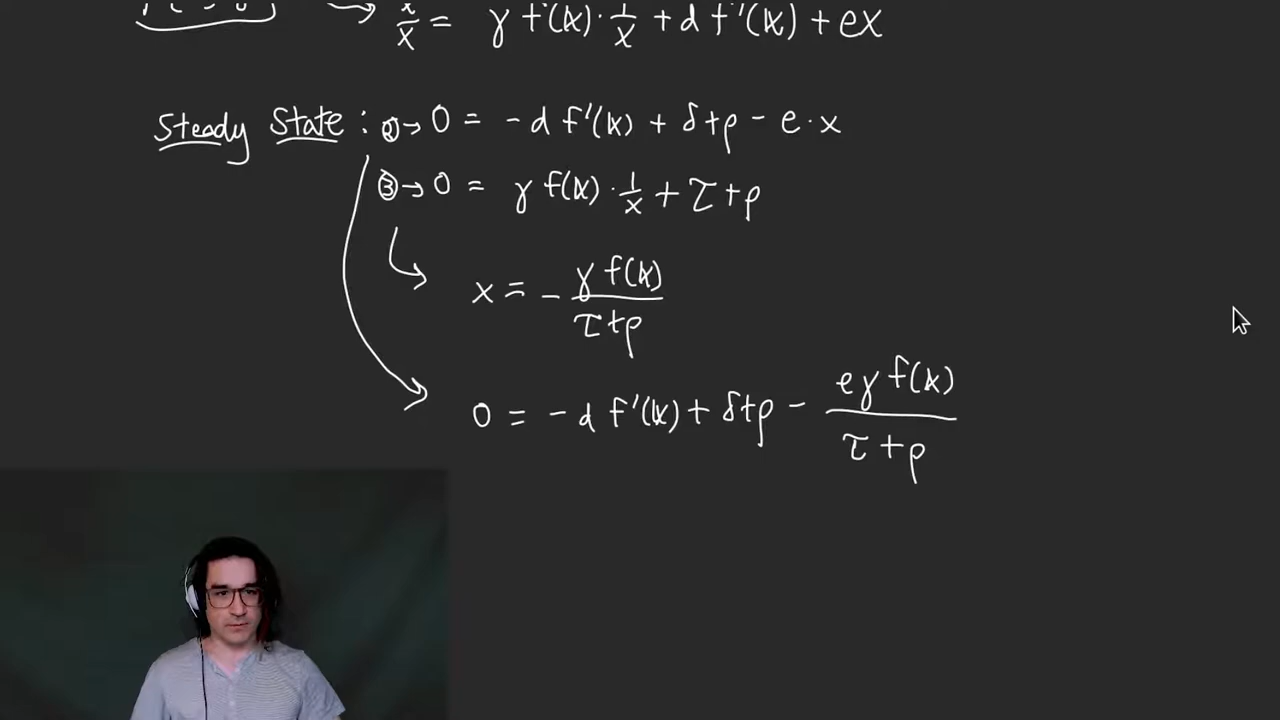 ẋ/x = γ f(k) · 1/x + d f'(k) + ex
Steady State : ② → 0 = - d f'(k) + δ + ρ - e · x
③ → 0 = γ f(k) · 1/x + τ + ρ
x = - γ f(k) / τ + ρ
0 = - d f'(k) + δ + ρ - eγ f(k) / τ + ρ